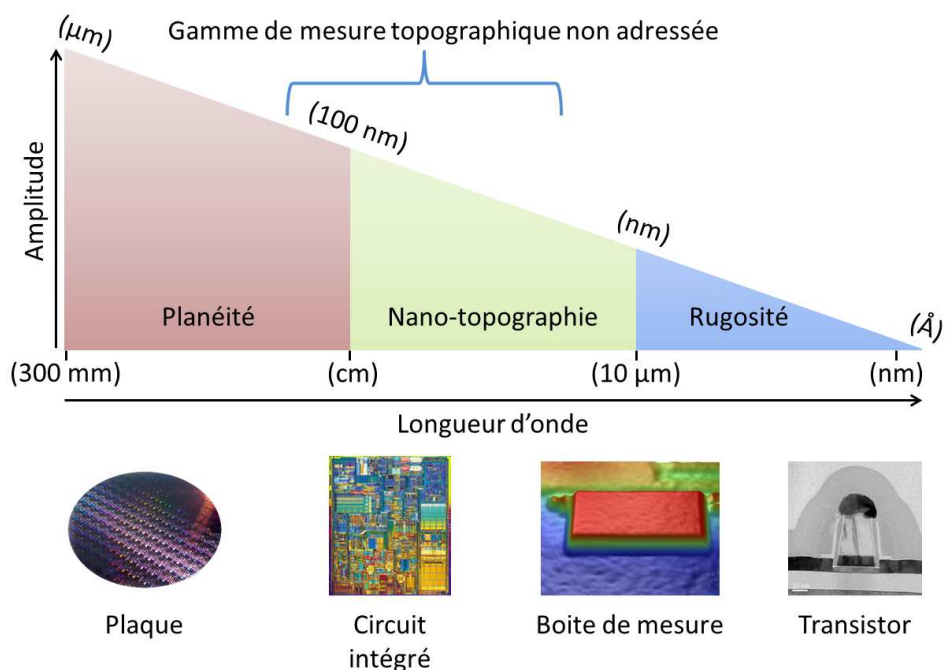 (µm)
Gamme de mesure topographique non adressée
(100 nm)
Amplitude
(nm)
Planéité
Nano-topographie
Rugosité
(Å)
(300 mm)
(cm)
(10 µm)
(nm)
Longueur d'onde
Plaque
Circuit
intégré
Boite de mesure
Transistor